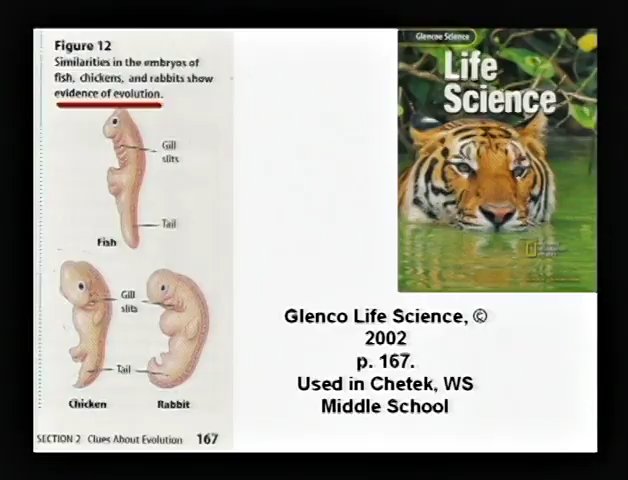 Figure 12
Similarities in the embryos of
fish, chickens, and rabbits show
evidence of evolution.
Gill
slits
Tail
Fish
Gill
slits
Tail
Chicken
Rabbit
SECTION 2 Clues About Evolution 167
Glencoe Science
Life
Science
Glenco Life Science, ©
2002
p. 167.
Used in Chetek, WS
Middle School